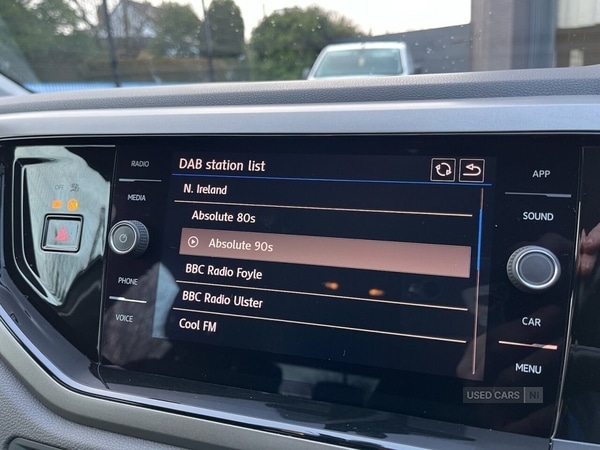 RADIO
MEDIA
PHONE
VOICE
OFF
DAB station list
N. Ireland
Absolute 80s
Absolute 90s
BBC Radio Foyle
BBC Radio Ulster
Cool FM
APP
SOUND
CAR
MENU
USED CARS NI